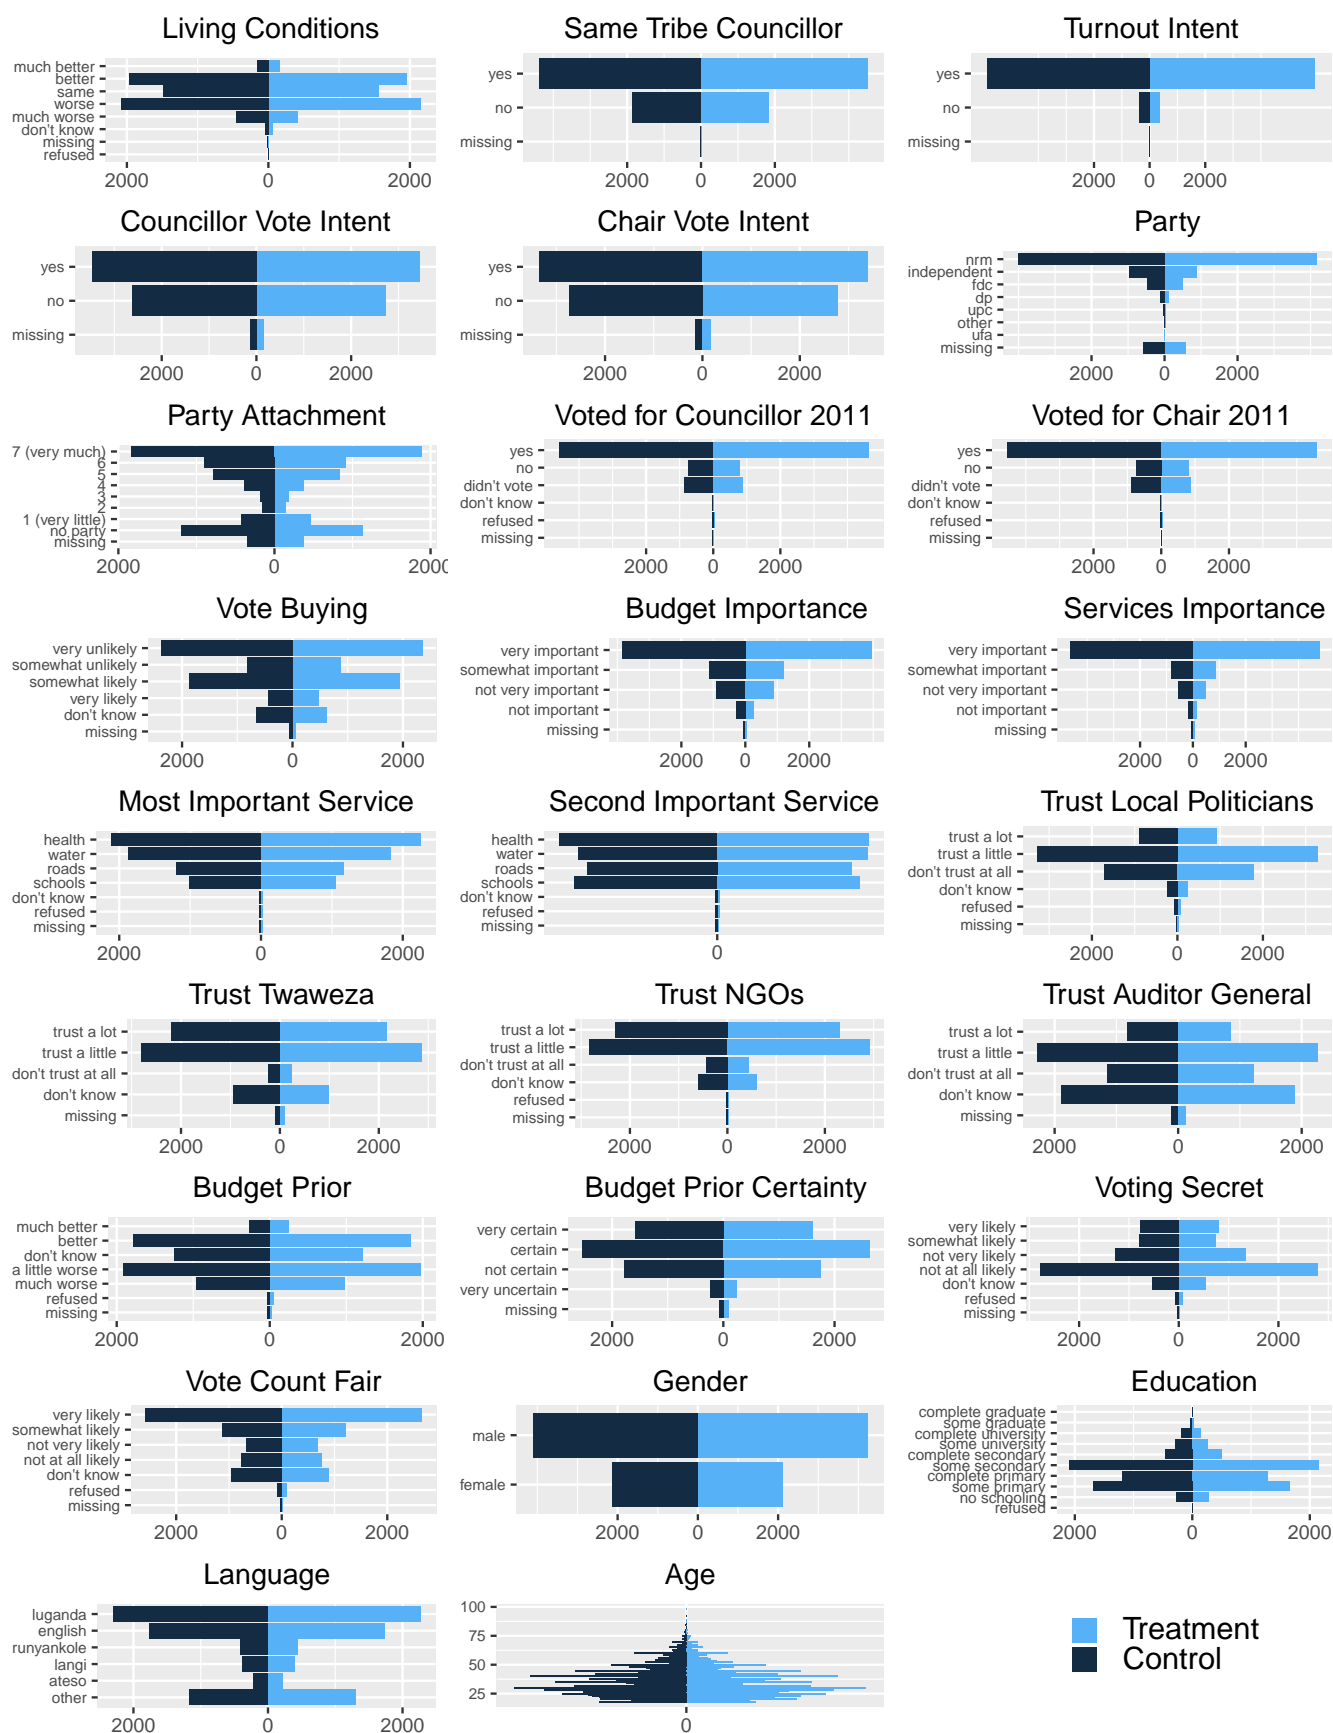 Living Conditions
much better
better
same
worse
much worse
don't know
missing
refused
2000 0 2000
Same Tribe Councillor
yes
no
missing
2000 0 2000
Turnout Intent
yes
no
missing
2000 0 2000
Councillor Vote Intent
yes
no
missing
2000 0 2000
Chair Vote Intent
yes
no
missing
2000 0 2000
Party
nrm
independent
fdc
dp
upc
other
ufa
missing
2000 0 2000
Party Attachment
7 (very much)
6
5
4
3
2
1 (very little)
no party
missing
2000 0 2000
Voted for Councillor 2011
yes
no
didn't vote
don't know
refused
missing
2000 0 2000
Voted for Chair 2011
yes
no
didn't vote
don't know
refused
missing
2000 0 2000
Vote Buying
very unlikely
somewhat unlikely
somewhat likely
very likely
don't know
missing
2000 0 2000
Budget Importance
very important
somewhat important
not very important
not important
missing
2000 0 2000
Services Importance
very important
somewhat important
not very important
not important
missing
2000 0 2000
Most Important Service
health
water
roads
schools
don't know
refused
missing
2000 0 2000
Second Important Service
health
water
roads
schools
don't know
refused
missing
0
Trust Local Politicians
trust a lot
trust a little
don't trust at all
don't know
refused
missing
2000 0 2000
Trust Twaweza
trust a lot
trust a little
don't trust at all
don't know
missing
2000 0 2000
Trust NGOs
trust a lot
trust a little
don't trust at all
don't know
refused
missing
2000 0 2000
Trust Auditor General
trust a lot
trust a little
don't trust at all
don't know
missing
2000 0 2000
Budget Prior
much better
better
don't know
a little worse
much worse
refused
missing
2000 0 2000
Budget Prior Certainty
very certain
certain
not certain
very uncertain
missing
2000 0 2000
Voting Secret
very likely
somewhat likely
not very likely
not at all likely
don't know
refused
missing
2000 0 2000
Vote Count Fair
very likely
somewhat likely
not very likely
not at all likely
don't know
refused
missing
2000 0 2000
Gender
male
female
2000 0 2000
Education
complete graduate
some graduate
complete university
some university
complete secondary
some secondary
complete primary
some primary
no schooling
refused
2000 0 2000
Language
luganda
english
runyankole
langi
ateso
other
2000 0 2000
Age
100
75
50
25
0
Treatment
Control